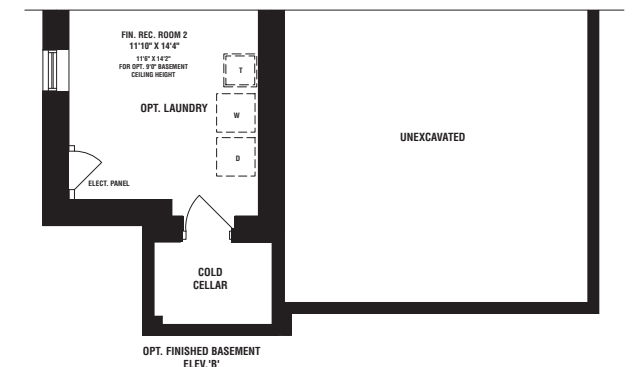 FIN. REC. ROOM 2
11'10" X 14'4"
11'6" X 14'2"
FOR OPT. 9'0" BASEMENT
CEILING HEIGHT
T
OPT. LAUNDRY
W
UNEXCAVATED
D
ELECT. PANEL
COLD
CELLAR
OPT. FINISHED BASEMENT
ELEV. 'B'